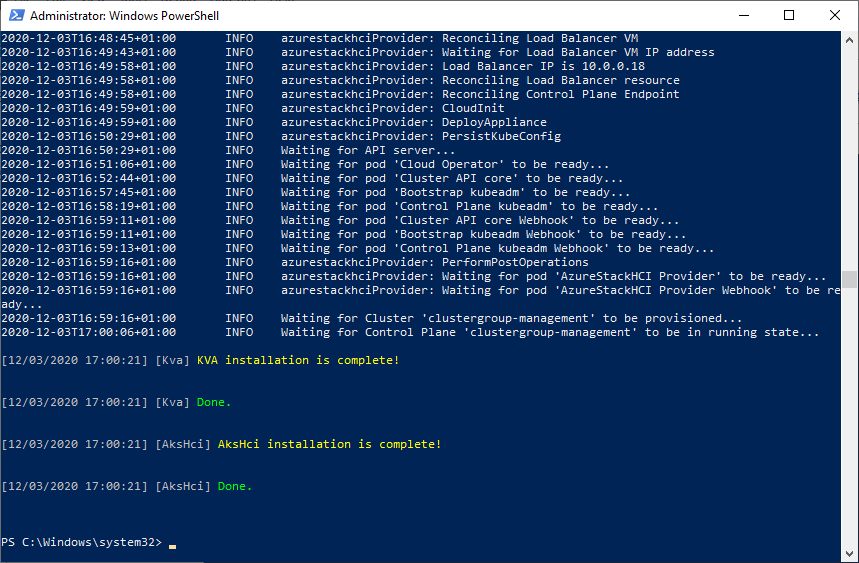 Administrator: Windows PowerShell
2020-12-03T16:48:45+01:00 INFO azurestackhciProvider: Reconciling Load Balancer VM
2020-12-03T16:49:43+01:00 INFO azurestackhciProvider: Waiting for Load Balancer VM IP address
2020-12-03T16:49:58+01:00 INFO azurestackhciProvider: Load Balancer IP is 10.0.0.18
2020-12-03T16:49:58+01:00 INFO azurestackhciProvider: Reconciling Load Balancer resource
2020-12-03T16:49:58+01:00 INFO azurestackhciProvider: Reconciling Control Plane Endpoint
2020-12-03T16:49:59+01:00 INFO azurestackhciProvider: CloudInit
2020-12-03T16:49:59+01:00 INFO azurestackhciProvider: DeployAppliance
2020-12-03T16:50:29+01:00 INFO azurestackhciProvider: PersistKubeConfig
2020-12-03T16:50:29+01:00 INFO Waiting for API server...
2020-12-03T16:51:06+01:00 INFO Waiting for pod 'Cloud Operator' to be ready...
2020-12-03T16:52:44+01:00 INFO Waiting for pod 'Cluster API core' to be ready...
2020-12-03T16:57:45+01:00 INFO Waiting for pod 'Bootstrap kubeadm' to be ready...
2020-12-03T16:58:19+01:00 INFO Waiting for pod 'Control Plane kubeadm' to be ready...
2020-12-03T16:59:11+01:00 INFO Waiting for pod 'Cluster API core Webhook' to be ready...
2020-12-03T16:59:11+01:00 INFO Waiting for pod 'Bootstrap kubeadm Webhook' to be ready...
2020-12-03T16:59:13+01:00 INFO Waiting for pod 'Control Plane kubeadm Webhook' to be ready...
2020-12-03T16:59:16+01:00 INFO azurestackhciProvider: PerformPostOperations
2020-12-03T16:59:16+01:00 INFO azurestackhciProvider: Waiting for pod 'AzureStackHCI Provider' to be ready...
2020-12-03T16:59:16+01:00 INFO azurestackhciProvider: Waiting for pod 'AzureStackHCI Provider Webhook' to be re
ady...
2020-12-03T16:59:16+01:00 INFO Waiting for Cluster 'clustergroup-management' to be provisioned...
2020-12-03T17:00:06+01:00 INFO Waiting for Control Plane 'clustergroup-management' to be in running state...
[12/03/2020 17:00:21] [Kva] KVA installation is complete!
[12/03/2020 17:00:21] [Kva] Done.
[12/03/2020 17:00:21] [AksHci] AksHci installation is complete!
[12/03/2020 17:00:21] [AksHci] Done.
PS C:\Windows\system32>